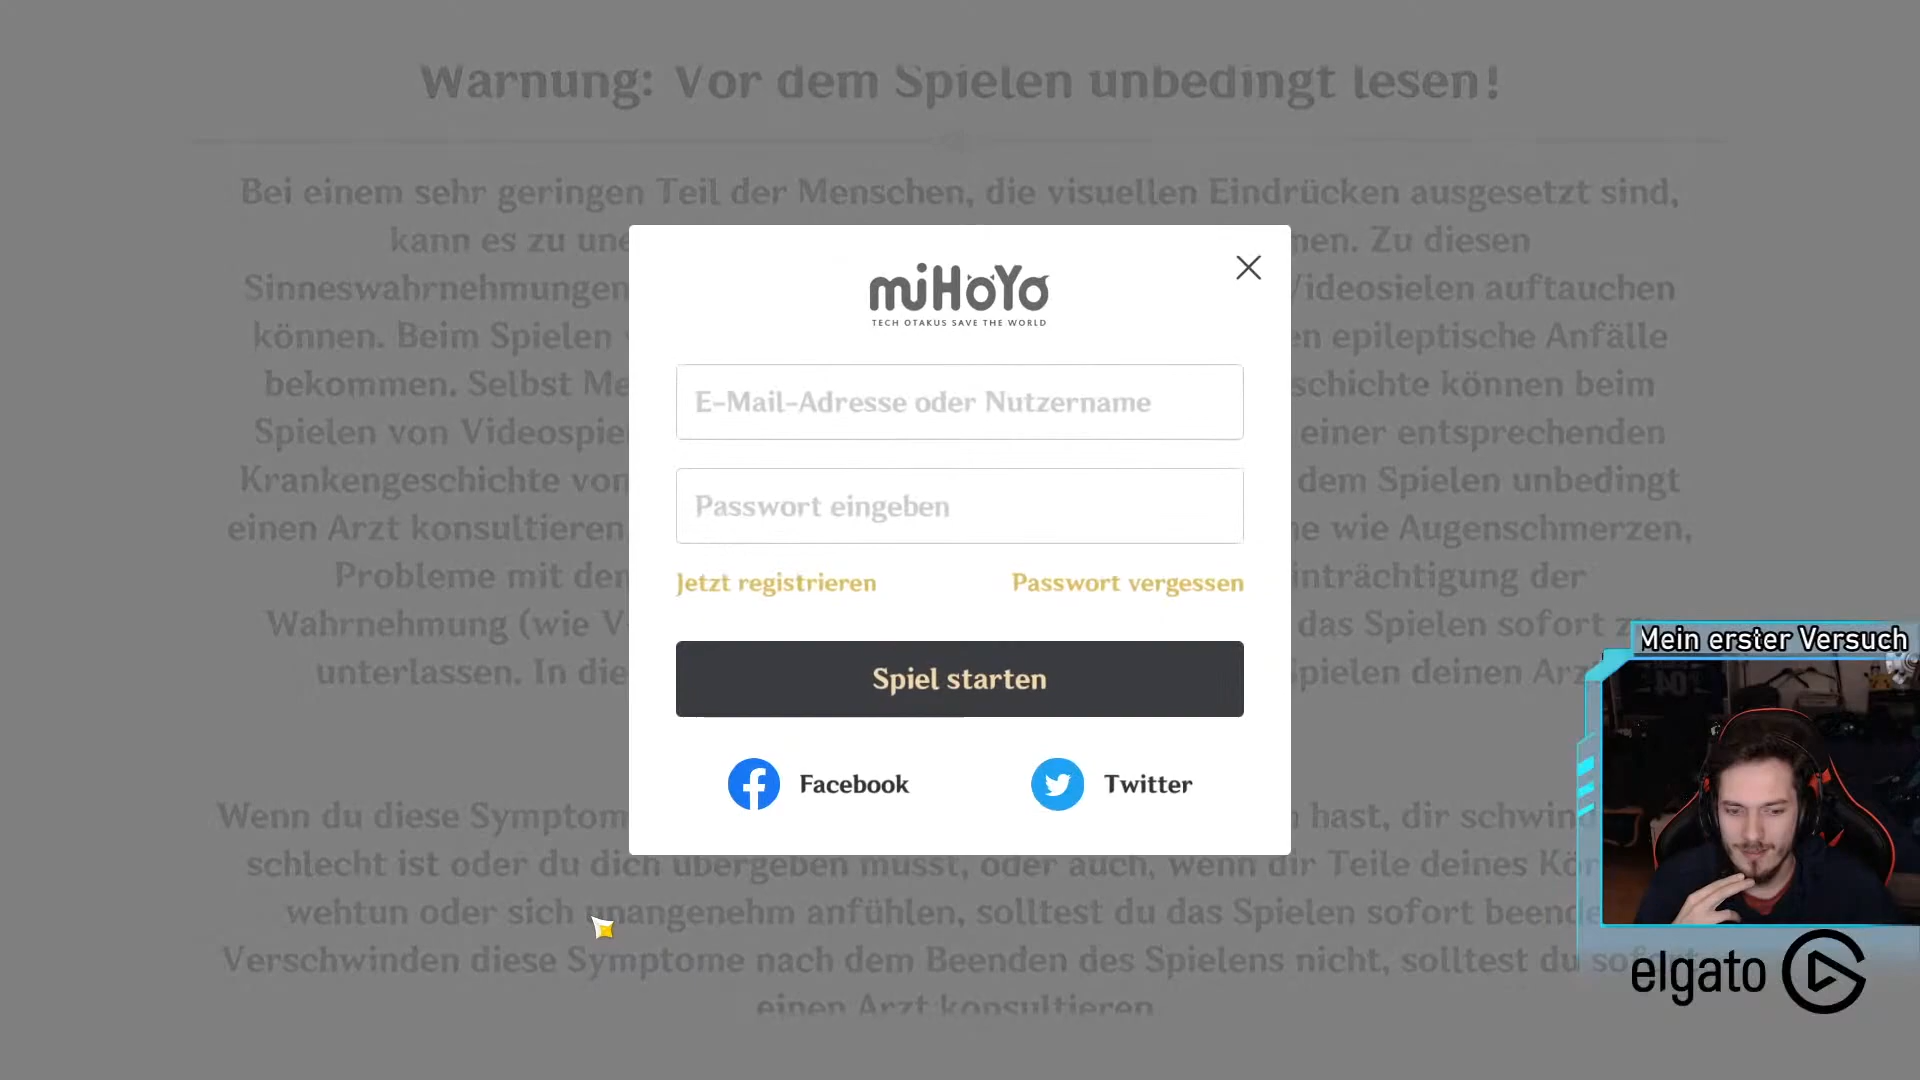 Warnung: Vor dem Spielen unbedingt lesen!
Bei einem sehr geringen Teil der Menschen, die visuellen Eindrücken ausgesetzt sind,
kann es zu une
nen. Zu diesen
Sinneswahrnehmungen
Videosielen auftauchen
können. Beim Spielen
en epileptische Anfälle
bekommen. Selbst Me
schichte können beim
Spielen von Videospie
einer entsprechenden
Krankengeschichte vor
dem Spielen unbedingt
einen Arzt konsultieren
ne wie Augenschmerzen,
Probleme mit der
inträchtigung der
Wahrnehmung (wie V
das Spielen sofort z
unterlassen. In die
Spielen deinen Arz
miHoYo
TECH OTAKUS SAVE THE WORLD
E-Mail-Adresse oder Nutzername
Passwort eingeben
Jetzt registrieren
Passwort vergessen
Spiel starten
Facebook
Twitter
Mein erster Versuch
Wenn du diese Symptom
hast, dir schwind
schlecht ist oder du dich übergeben musst, oder auch, wenn dir Teile deines Kör
wehtun oder sich unangenehm anfühlen, solltest du das Spielen sofort beende
Verschwinden diese Symptome nach dem Beenden des Spielens nicht, solltest du sofort
einen Arzt konsultieren.
elgato